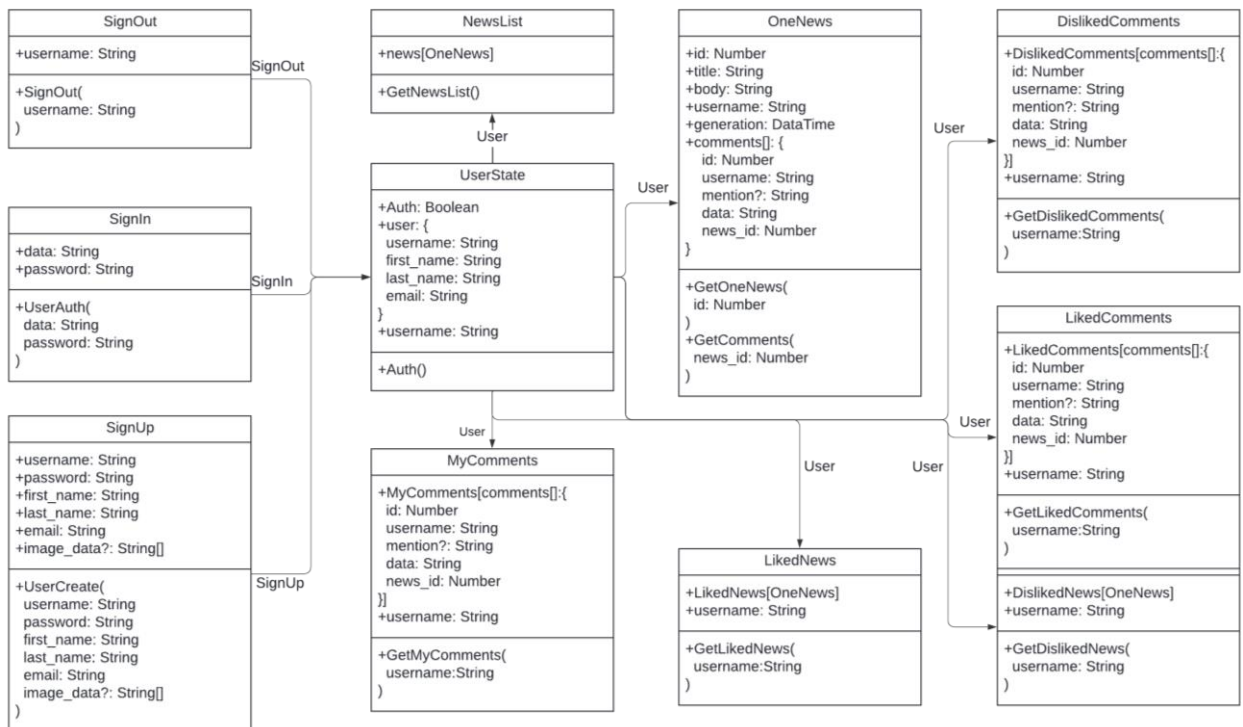 SignOut
+username: String
+SignOut(
username: String
)
SignOut
SignIn
+data: String
+password: String
+UserAuth(
data: String
password: String
)
SignIn
SignUp
+username: String
+password: String
+first_name: String
+last_name: String
+email: String
+image_data?: String[]
+UserCreate(
username: String
password: String
first_name: String
last_name: String
email: String
image_data?: String[]
)
SignUp
NewsList
+news[OneNews]
+GetNewsList()
User
UserState
+Auth: Boolean
+user: {
username: String
first_name: String
last_name: String
email: String
}
+username: String
+Auth()
User
MyComments
+MyComments[comments[]:{
id: Number
username: String
mention?: String
data: String
news_id: Number
}]
+username: String
+GetMyComments(
username:String
)
User
OneNews
+id: Number
+title: String
+body: String
+username: String
+generation: DataTime
+comments[]: {
id: Number
username: String
mention?: String
data: String
news_id: Number
}
+GetOneNews(
id: Number
)
+GetComments(
news_id: Number
)
User
LikedNews
+LikedNews[OneNews]
+username: String
+GetLikedNews(
username:String
)
User
DislikedComments
+DislikedComments[comments[]:{
id: Number
username: String
mention?: String
data: String
news_id: Number
}]
+username: String
+GetDislikedComments(
username:String
)
User
LikedComments
+LikedComments[comments[]:{
id: Number
username: String
mention?: String
data: String
news_id: Number
}]
+username: String
+GetLikedComments(
username:String
)
User
+DislikedNews[OneNews]
+username: String
+GetDislikedNews(
username: String
)